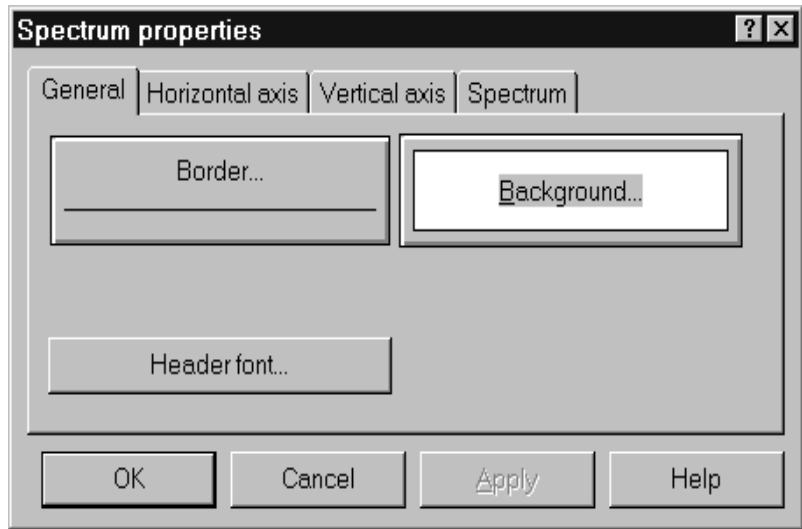 Spectrum properties
General Horizontal axis Vertical axis Spectrum
Border... Background...
Header font...
OK Cancel Apply Help